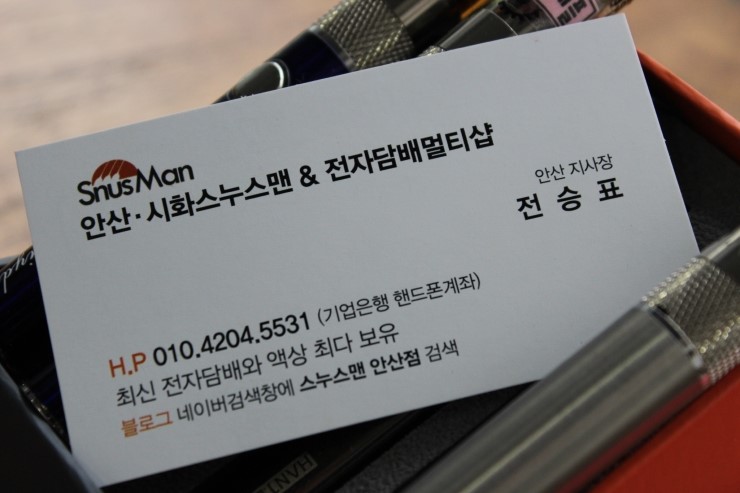 SnusMan
안산·시화스누스맨 & 전자담배멀티샵
안산 지사장
전 승 표
H.P 010.4204.5531 (기업은행 핸드폰계좌)
최신 전자담배와 액상 최다 보유
블로그 네이버검색창에 스누스맨 안산점 검색